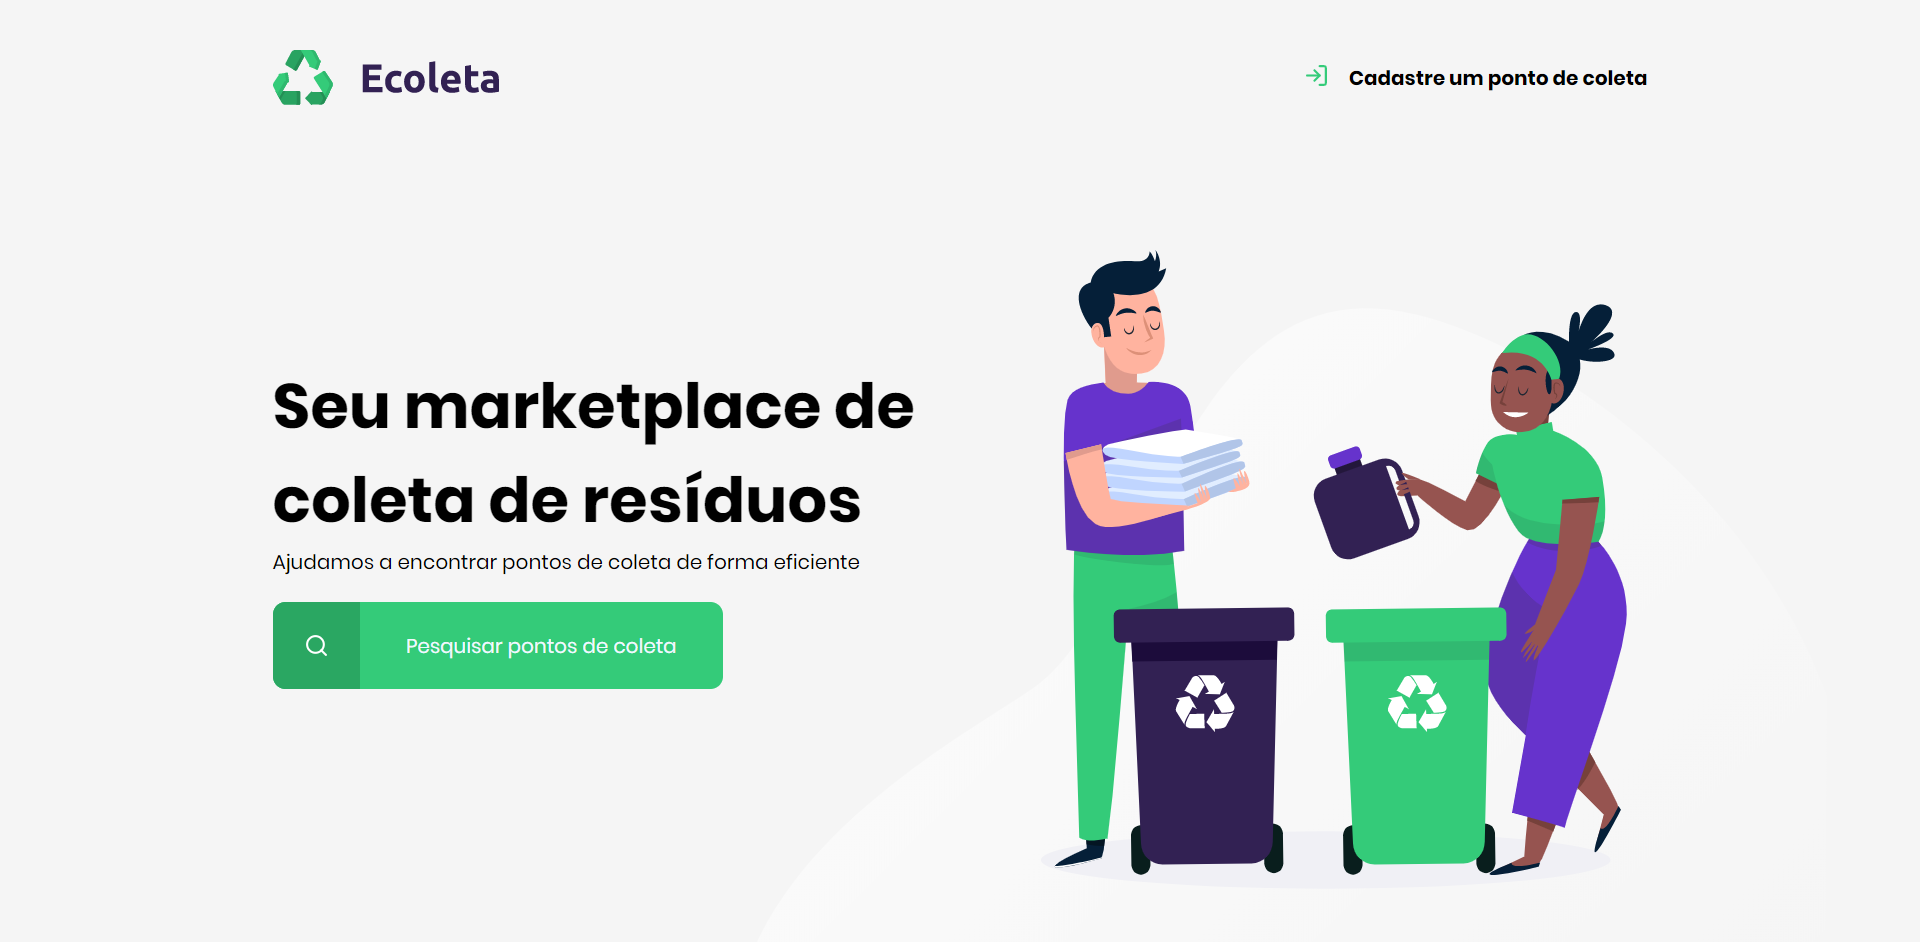 Ecoleta
Cadastre um ponto de coleta
Seu marketplace de
coleta de resíduos
Ajudamos a encontrar pontos de coleta de forma eficiente
Pesquisar pontos de coleta